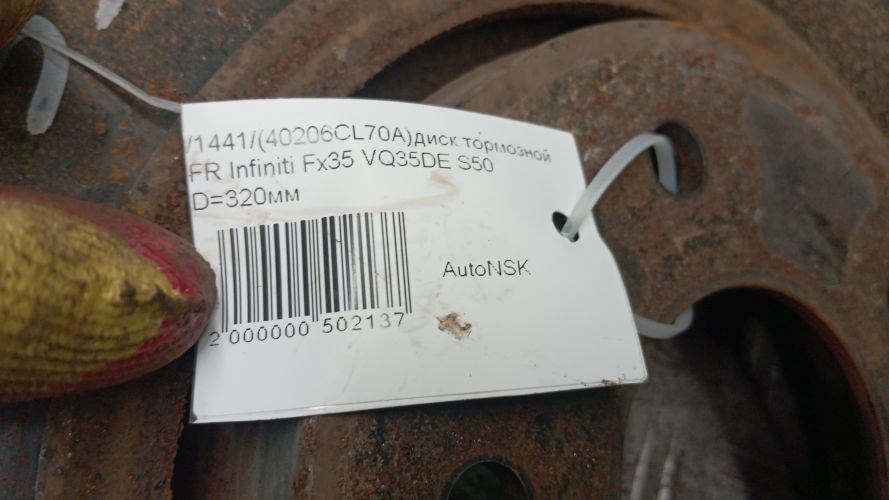 /1441/(40206CL70A)диск тормозной
FR Infiniti Fx35 VQ35DE S50
D=320мм
AutoNSK
2 000000 502137